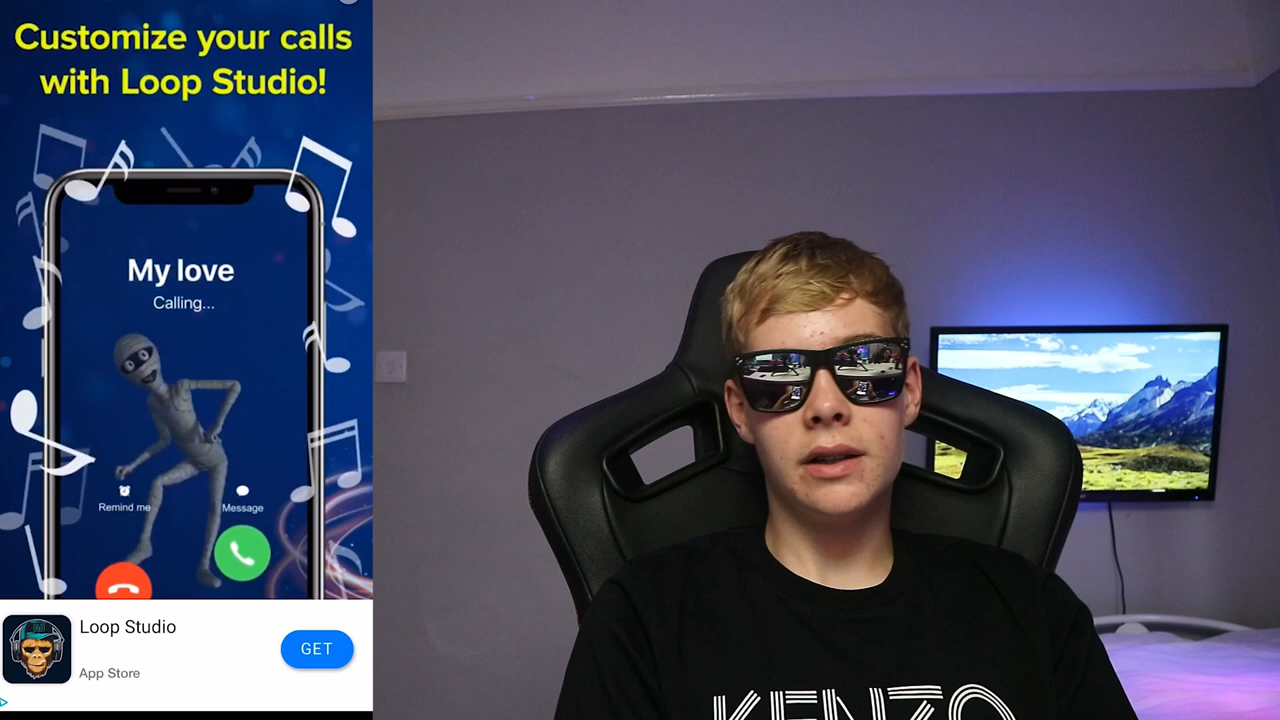 Customize your calls
with Loop Studio!
My love
Calling...
Remind me
Message
Loop Studio
GET
App Store
KENZO